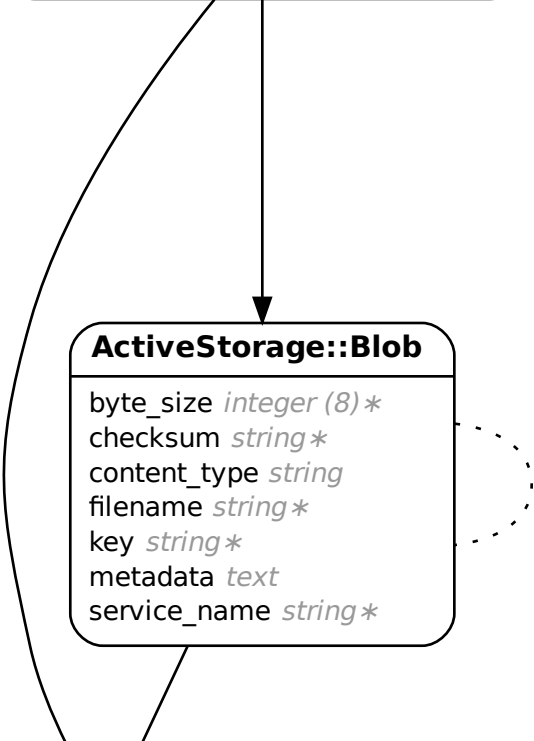 ActiveStorage::Blob
byte_size integer (8)∗
checksum string∗
content_type string
filename string∗
key string∗
metadata text
service_name string∗